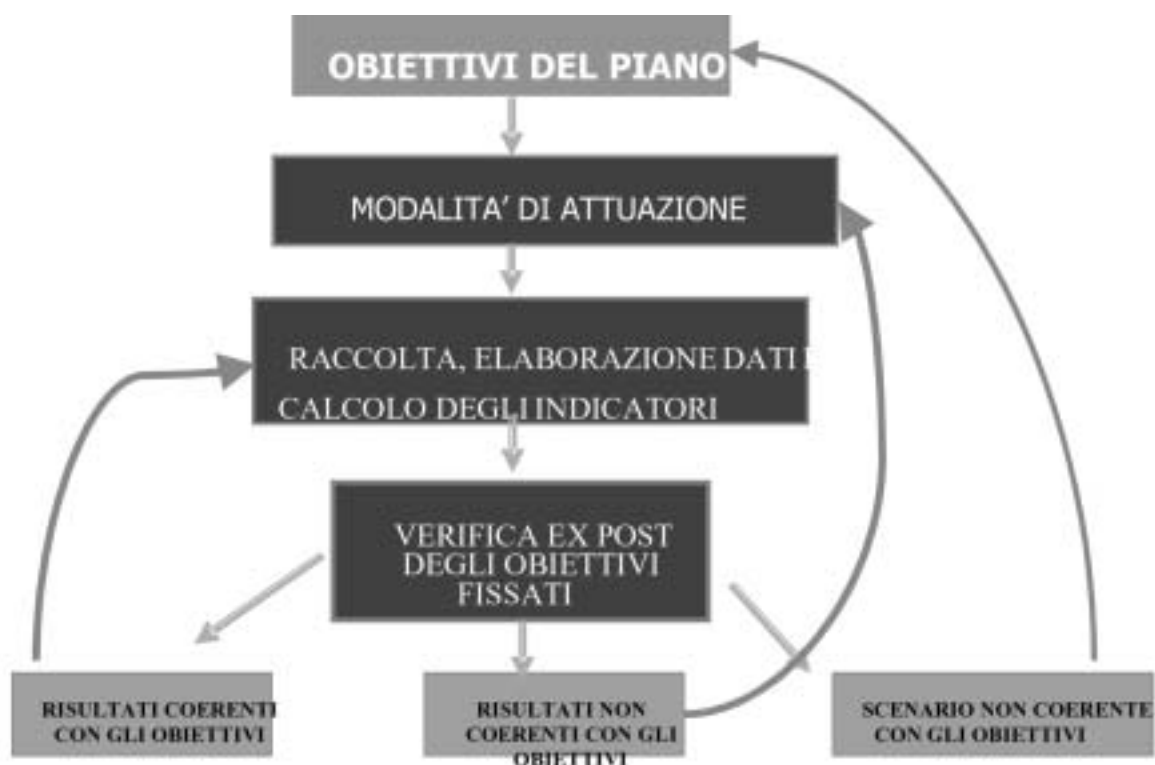 OBIETTIVI DEL PIANO
MODALITA' DI ATTUAZIONE
RACCOLTA, ELABORAZIONE DATI
CALCOLO DEGLI INDICATORI
VERIFICA EX POST
DEGLI OBIETTIVI
FISSATI
RISULTATI COERENTI
CON GLI OBIETTIVI
RISULTATI NON
COERENTI CON GLI
OBIETTIVI
SCENARIO NON COERENTE
CON GLI OBIETTIVI